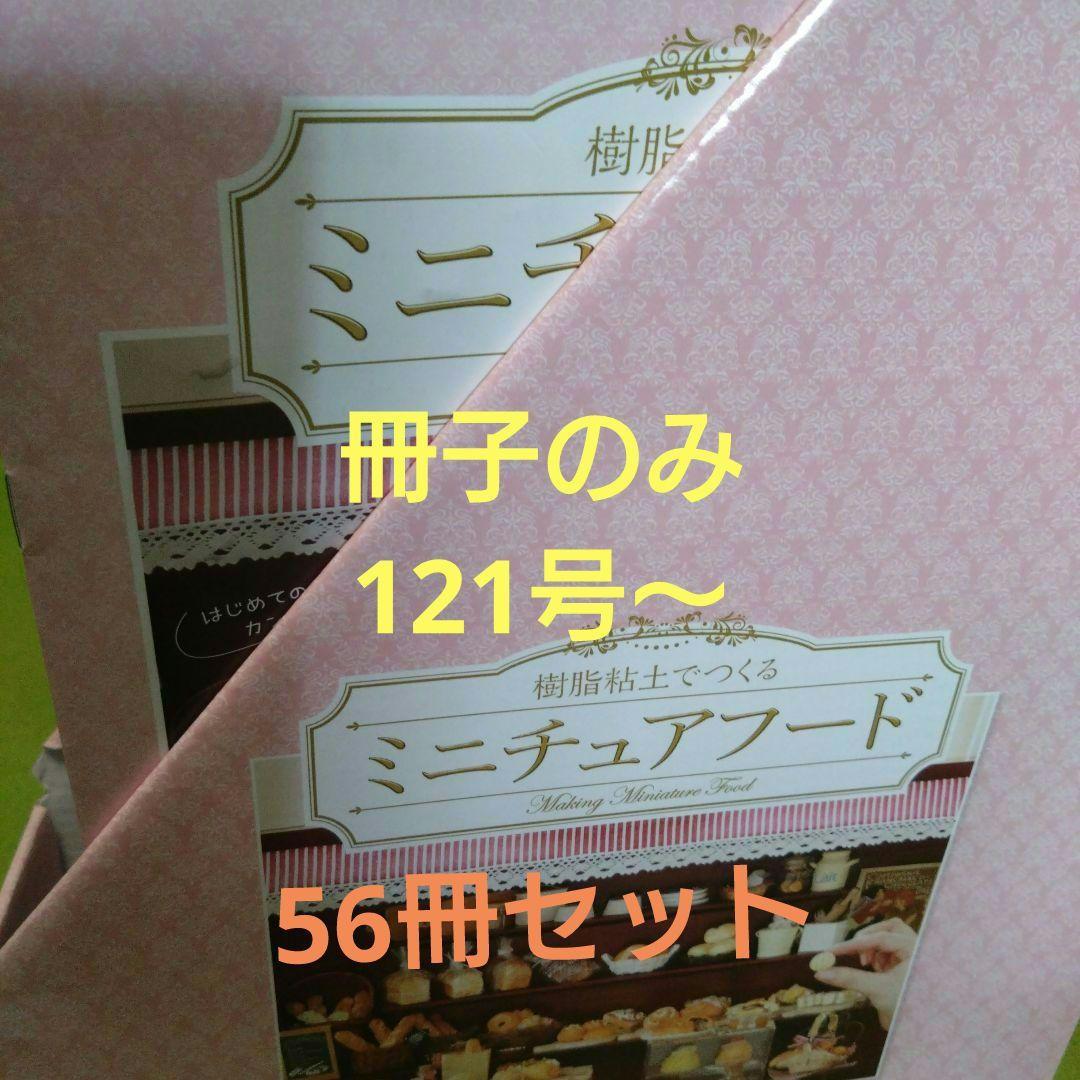 樹脂
ミニチ
はじめての
カー
冊子のみ
121号～
樹脂粘土でつくる
ミニチュアフード
Making Miniature Food
56冊セット